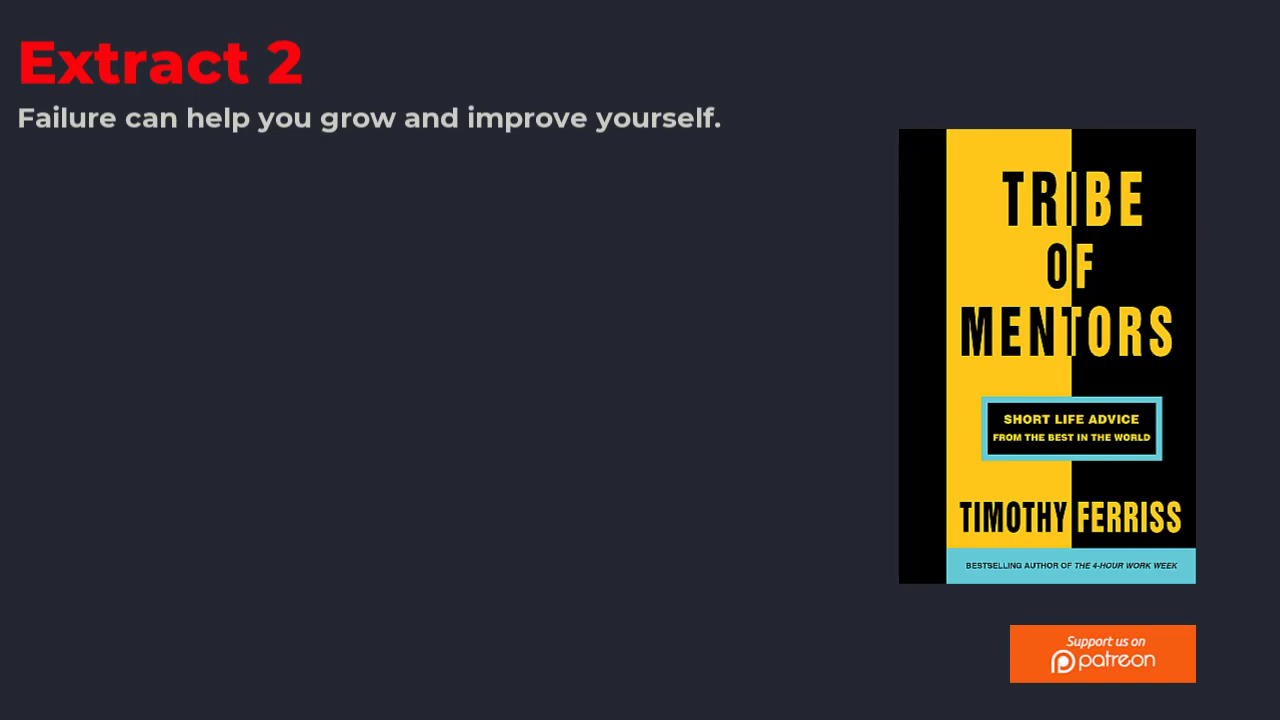 Extract 2
Failure can help you grow and improve yourself.
TRIBE
OF
MENTORS
SHORT LIFE ADVICE
FROM THE BEST IN THE WORLD
TIMOTHY FERRISS
BESTSELLING AUTHOR OF THE 4-HOUR WORK WEEK
Support us on
patreon